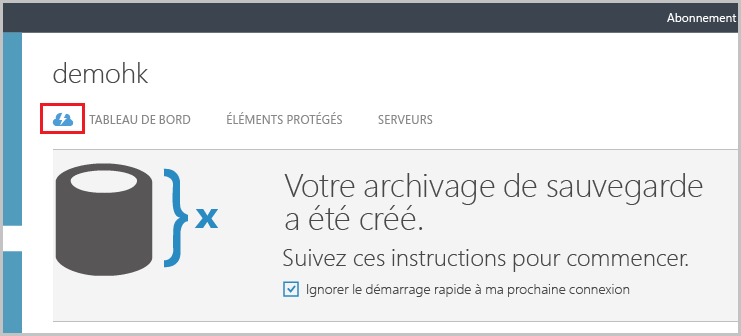 Abonnement
demohk
TABLEAU DE BORD ÉLÉMENTS PROTÉGÉS SERVEURS
Votre archivage de sauvegarde
a été créé.
x
Suivez ces instructions pour commencer.
Ignorer le démarrage rapide à ma prochaine connexion